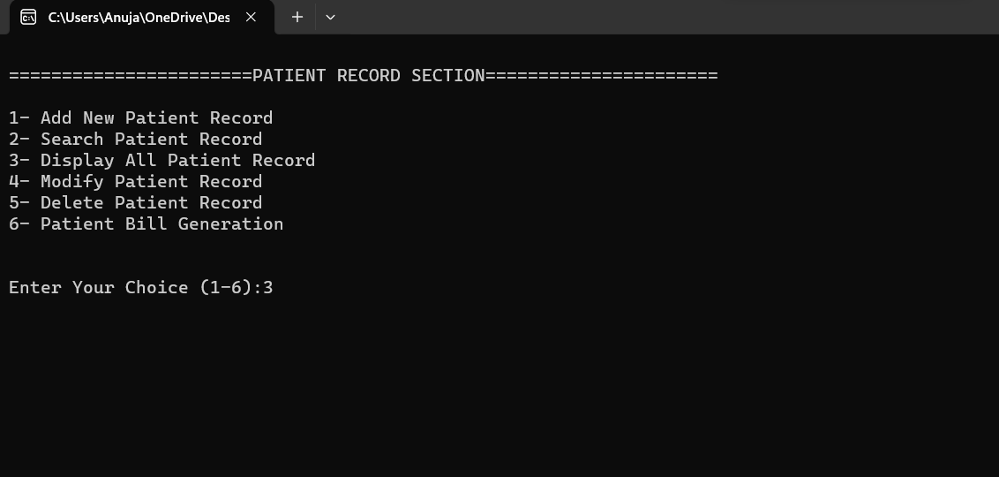 C:\Users\Anuja\OneDrive\Des
=======================PATIENT RECORD SECTION======================
1- Add New Patient Record
2- Search Patient Record
3- Display All Patient Record
4- Modify Patient Record
5- Delete Patient Record
6- Patient Bill Generation
Enter Your Choice (1-6):3